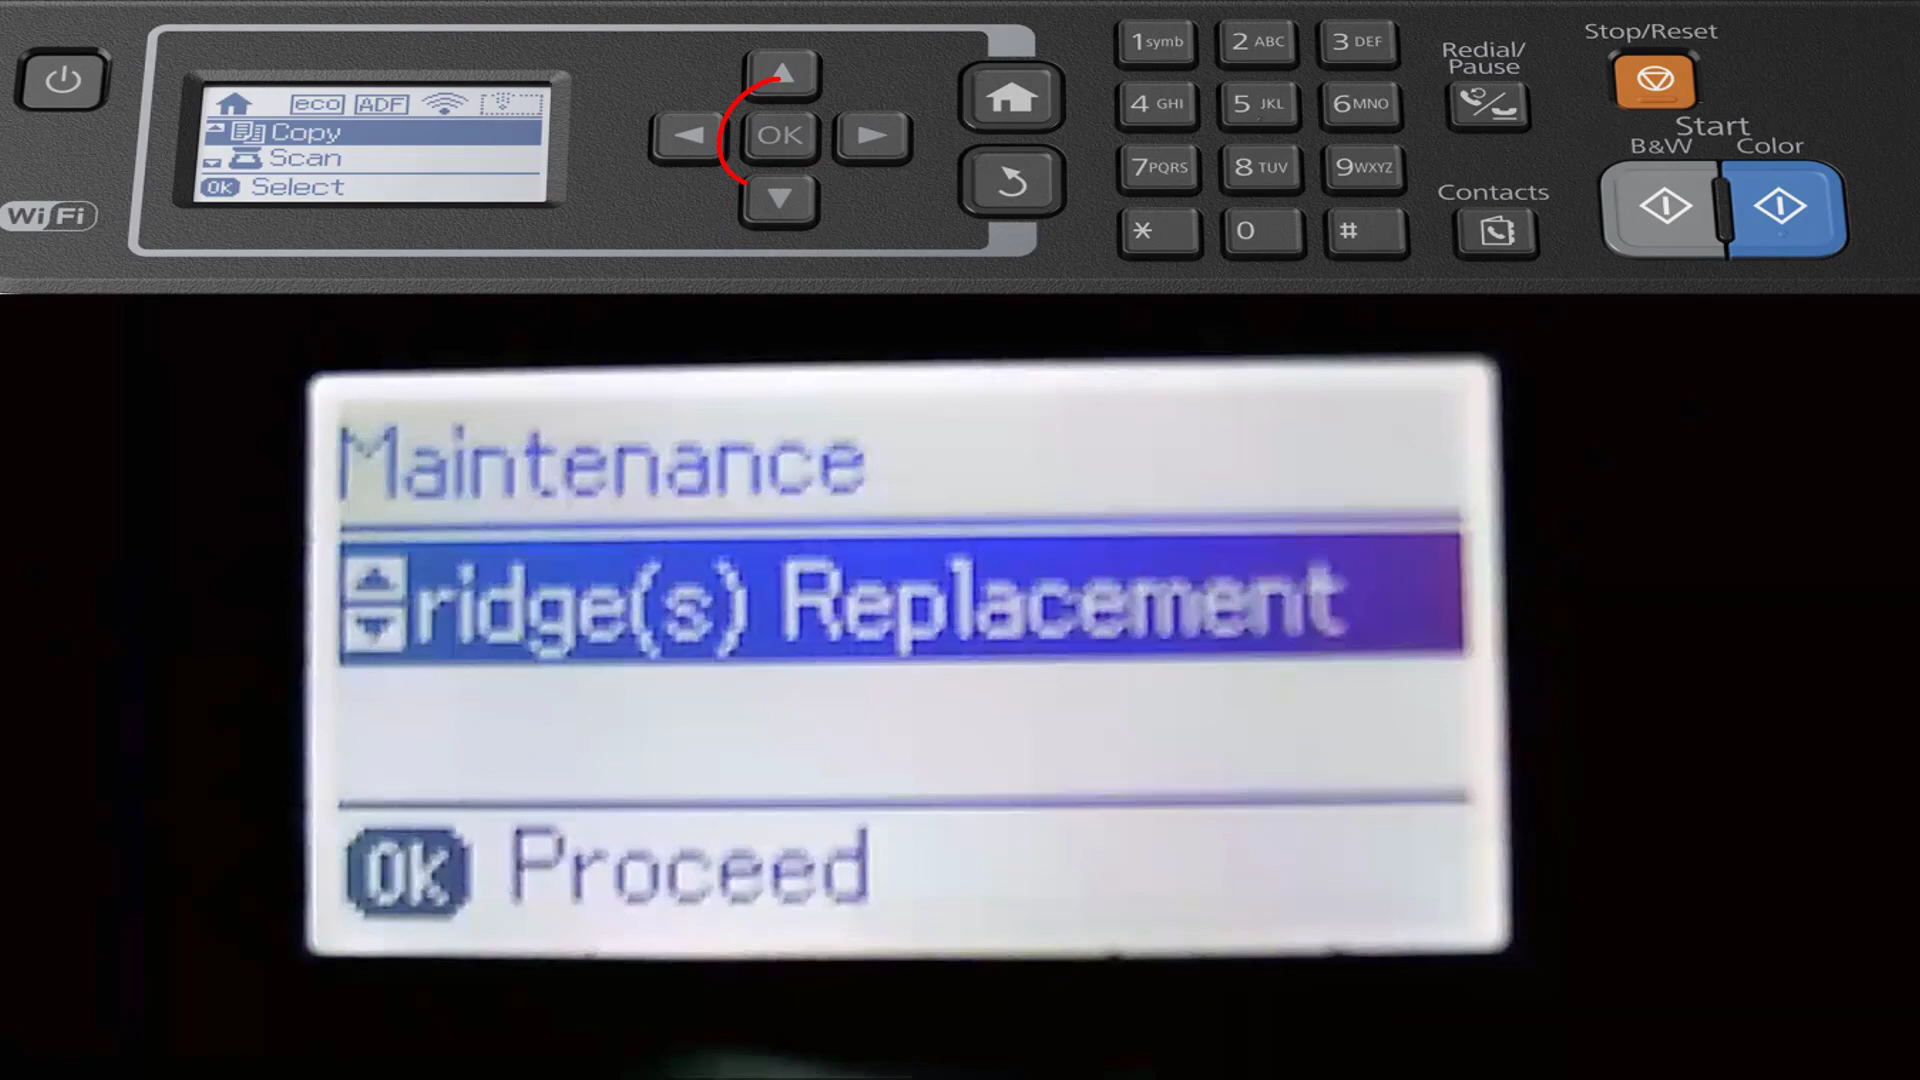 Stop/Reset
1 symb 2 ABC 3 DEF
Redial/
Pause
eco ADF
Copy
Scan
OK Select
OK
4 GHI 5 JKL 6 MNO
Start
B&W Color
7 PQRS 8 TUV 9 WXYZ
Contacts
Wi Fi
* 0 #
Maintenance
ridge(s) Replacement
OK Proceed